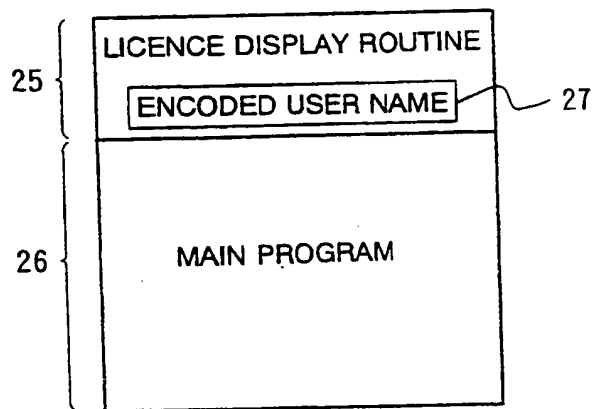 LICENCE DISPLAY ROUTINE
25
ENCODED USER NAME
27
26
MAIN PROGRAM